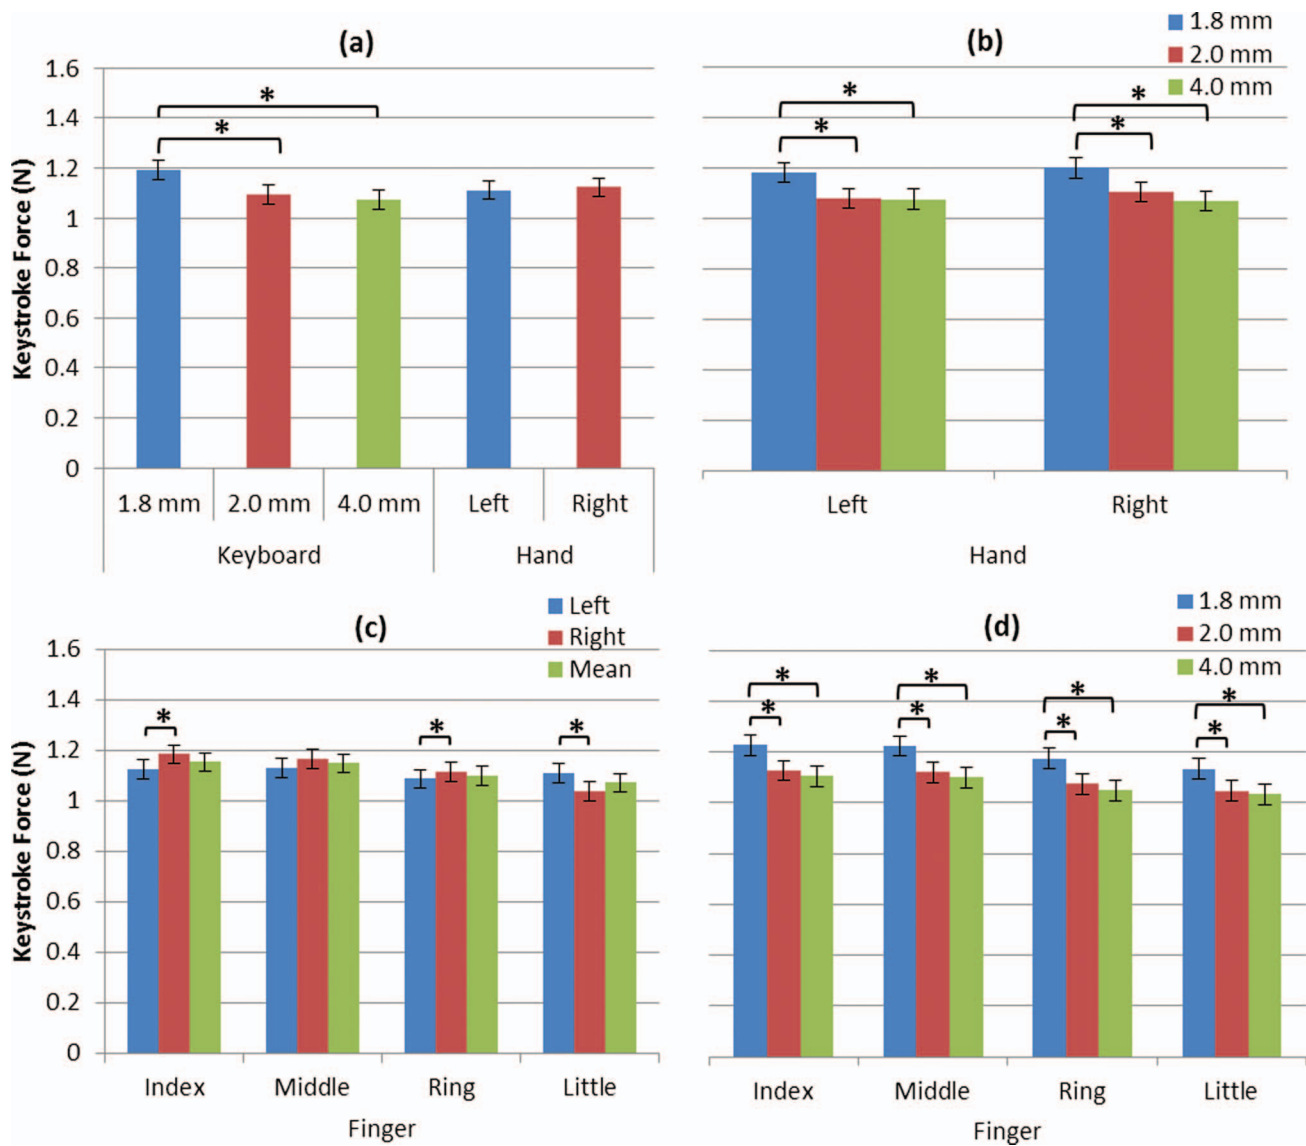 (a)
1.6
1.4
1.2
1
0.8
0.6
0.4
0.2
0
Keystroke Force (N)
*
*
1.8 mm 2.0 mm 4.0 mm Left Right
Keyboard Hand
(b)
1.8 mm
2.0 mm
4.0 mm
*
*
*
*
Left Right
Hand
(c)
Left
Right
Mean
1.6
1.4
1.2
1
0.8
0.6
0.4
0.2
0
Keystroke Force (N)
*
*
*
Index Middle Ring Little
Finger
(d)
1.8 mm
2.0 mm
4.0 mm
*
*
*
*
*
*
*
*
Index Middle Ring Little
Finger